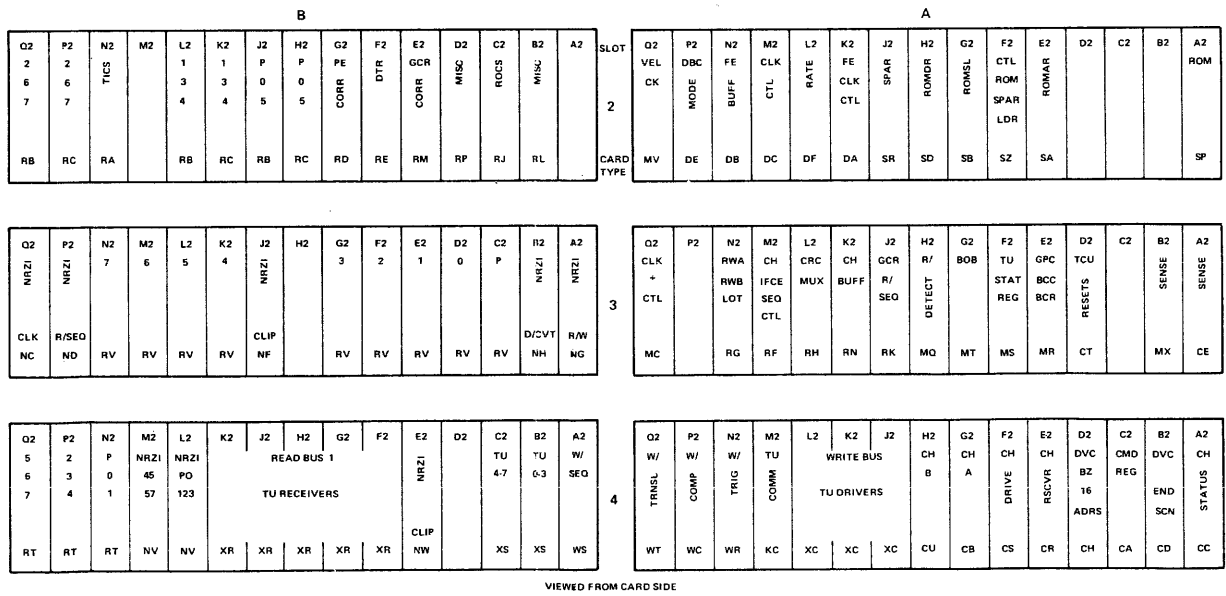 B A
Q2 P2 N2 M2 L2 K2 J2 H2 G2 F2 E2 D2 C2 B2 A2 SLOT Q2 P2 N2 M2 L2 K2 J2 H2 G2 F2 E2 D2 C2 B2 A2
2 2 TICS 1 1 P P PE DTR GCR MISC ROCS MISC VEL DBC FE CLK RATE FE SPAR ROMDR ROMSL CTL ROMAR ROM
6 6 3 3 0 0 CORR CORR 2 CK MODE BUFF CTL CLK ROM
7 7 4 4 5 5 CTL SPAR
LDR
RB RC RA RB RC RB RC RD RE RM RP RJ RL CARD TYPE MV DE DB DC DF DA SR SD SB SZ SA SP
Q2 P2 N2 M2 L2 K2 J2 H2 G2 F2 E2 D2 C2 B2 A2 Q2 P2 N2 M2 L2 K2 J2 H2 G2 F2 E2 D2 C2 B2 A2
NRZI NRZI 7 6 5 4 NRZI 3 2 1 0 P NRZI NRZI CLK RWA CH CRC CH GCR R/ BOB TU GPC TCU SENSE SENSE
3 + RWB IFCE MUX BUFF R/ DETECT STAT BCC RESETS
CTL LOT SEQ SEQ REG BCR
CLK R/SEQ CLIP D/CVT R/W CTL
NC ND RV RV RV RV NF RV RV RV RV RV NH NG MC RG RF RH RN RK MQ MT MS MR CT MX CE
Q2 P2 N2 M2 L2 K2 J2 H2 G2 F2 E2 D2 C2 B2 A2 Q2 P2 N2 M2 L2 K2 J2 H2 G2 F2 E2 D2 C2 B2 A2
5 2 P NRZI NRZI READ BUS 1 NRZI TU TU W/ W/ W/ W/ TU WRITE BUS CH CH CH CH DVC CMD DVC CH
6 3 0 45 PO 4-7 0-3 SEQ 4 TRNSL COMP TRIG COMM B A DRIVE RSCVR BZ REG STATUS
7 4 1 57 123 TU RECEIVERS TU DRIVERS 16 END
ADRS SCN
CLIP
RT RT RT NV NV XR XR XR XR XR NW XS XS WS WT WC WR KC XC XC XC CU CB CS CR CH CA CD CC
VIEWED FROM CARD SIDE